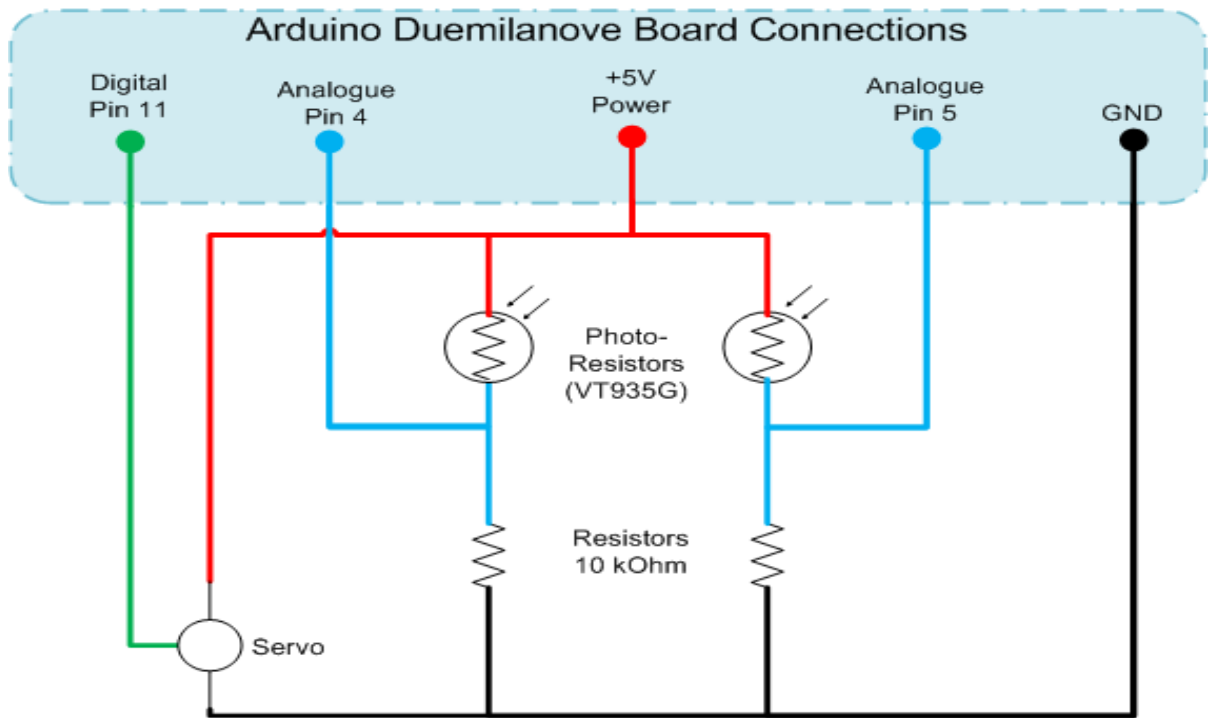 Arduino Duemilanove Board Connections
Digital
Pin 11
Analogue
Pin 4
+5V
Power
Analogue
Pin 5
GND
Photo-
Resistors
(VT935G)
Resistors
10 kOhm
Servo